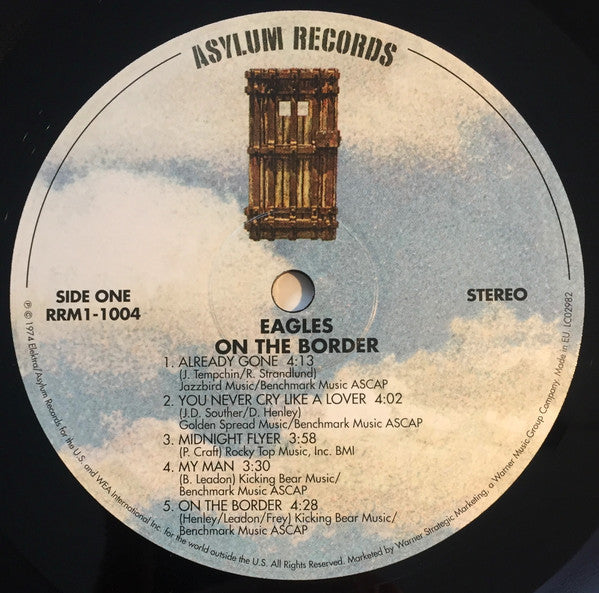 ASYLUM RECORDS
SIDE ONE
RRM1-1004
STEREO
EAGLES
ON THE BORDER
1. ALREADY GONE 4:13
(J. Tempchin/R. Strandlund)
Jazzbird Music/Benchmark Music ASCAP
2. YOU NEVER CRY LIKE A LOVER 4:02
(J.D. Souther/D. Henley)
Golden Spread Music/Benchmark Music ASCAP
3. MIDNIGHT FLYER 3:58
(P. Craft) Rocky Top Music, Inc. BMI
4. MY MAN 3:30
(B. Leadon) Kicking Bear Music/
Benchmark Music ASCAP
5. ON THE BORDER 4:28
(Henley/Leadon/Frey) Kicking Bear Music/
Benchmark Music ASCAP
℗ © 1974 Elektra/Asylum Records for the U.S. and WEA International Inc. for the world outside the U.S. All Rights Reserved. Marketed by Warner Strategic Marketing, a Warner Music Group Company. Made in EU. LC02982